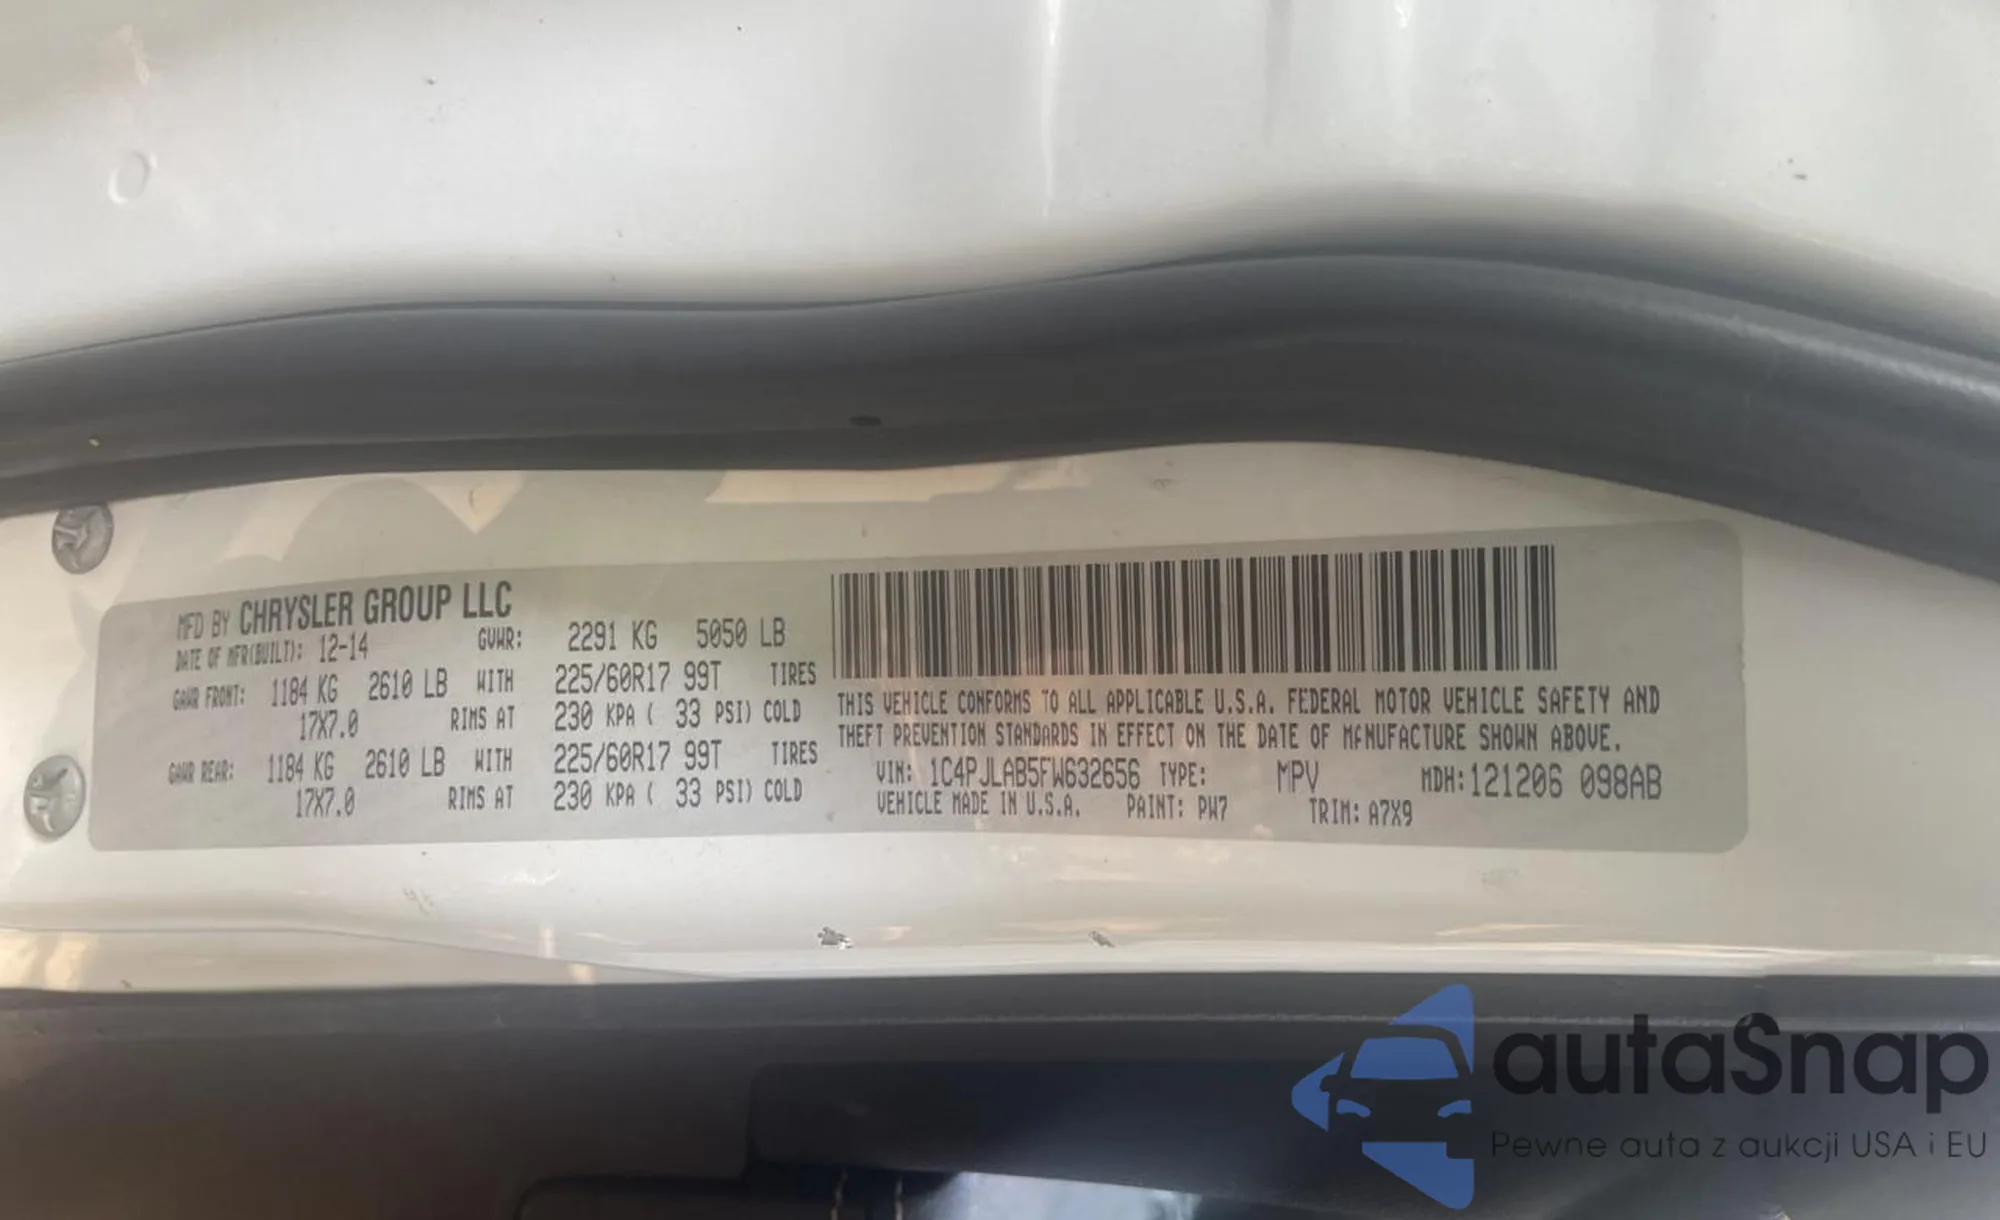 MFD BY CHRYSLER GROUP LLC
DATE OF MFR(BUILT): 12-14 GVWR: 2291 KG 5050 LB
GAWR FRONT: 1184 KG 2610 LB WITH 225/60R17 99T TIRES
17X7.0 RIMS AT 230 KPA ( 33 PSI) COLD
GAWR REAR: 1184 KG 2610 LB WITH 225/60R17 99T TIRES
17X7.0 RIMS AT 230 KPA ( 33 PSI) COLD
THIS VEHICLE CONFORMS TO ALL APPLICABLE U.S.A. FEDERAL MOTOR VEHICLE SAFETY AND
THEFT PREVENTION STANDARDS IN EFFECT ON THE DATE OF MANUFACTURE SHOWN ABOVE.
VIN: 1C4PJLAB5FW632656 TYPE: MPV MDH:121206 098AB
VEHICLE MADE IN U.S.A. PAINT: PW7 TRIM: A7X9
autaSnap
Pewne auta z aukcji USA i EU